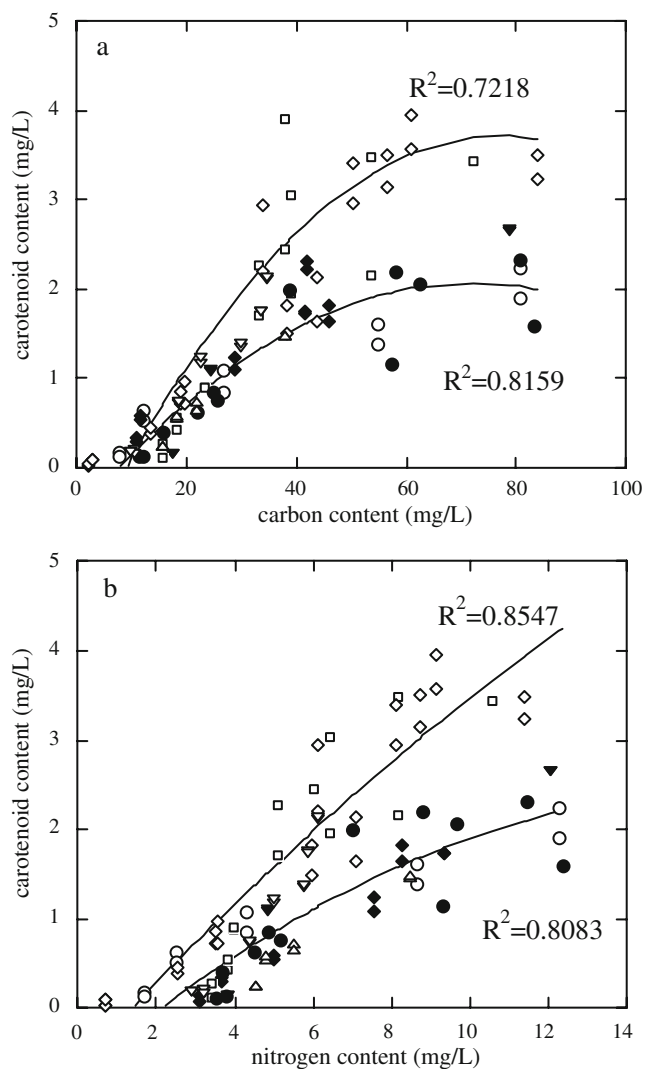 a
carotenoid content (mg/L)
5
4
3
2
1
0
R²=0.7218
R²=0.8159
0 20 40 60 80 100
carbon content (mg/L)
b
carotenoid content (mg/L)
5
4
3
2
1
0
R²=0.8547
R²=0.8083
0 2 4 6 8 10 12 14
nitrogen content (mg/L)